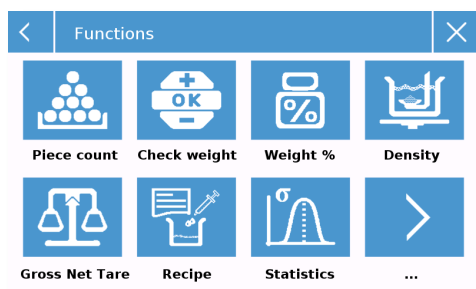 Functions
OK
%
Piece count Check weight Weight % Density
σ
Gross Net Tare Recipe Statistics ...